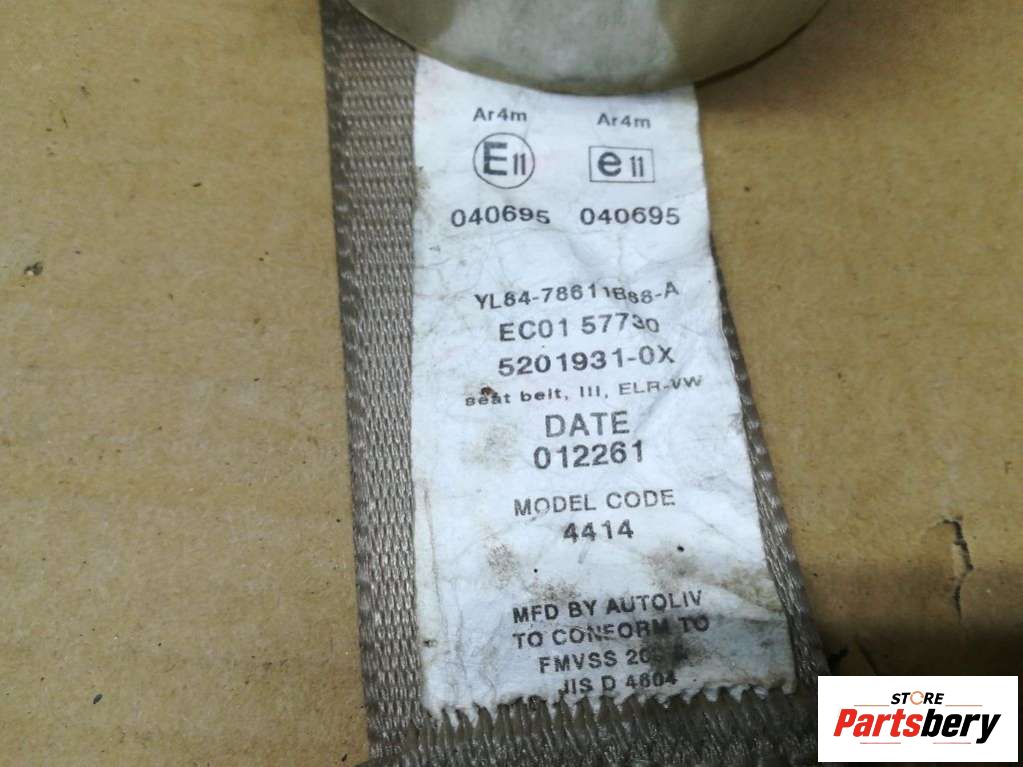 Ar4m Ar4m
E11 e11
040695 040695
YL84-78611B68-A
EC01 57730
5201931-0X
seat belt, III, ELR-VW
DATE
012261
MODEL CODE
4414
MFD BY AUTOLIV
TO CONFORM TO
FMVSS
JIS D 4604
STORE
Partsbery